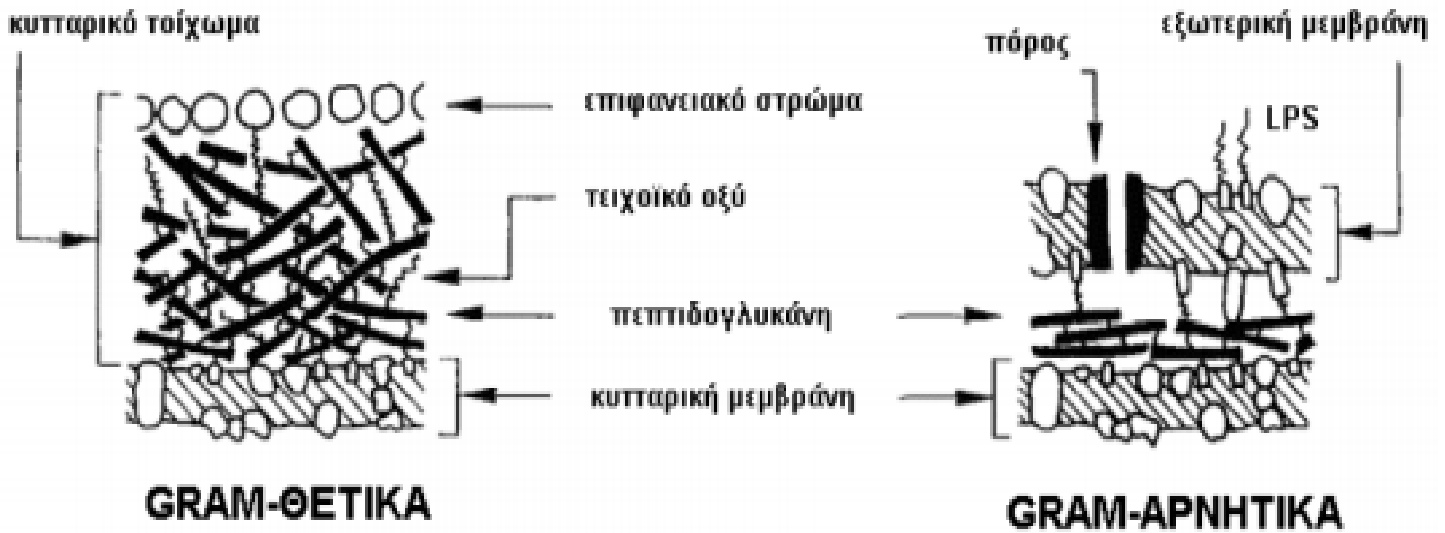 κυτταρικό τοίχωμα
εξωτερική μεμβράνη
πόρος
επιφανειακό στρώμα
LPS
τειχοϊκό οξύ
πεπτιδογλυκάνη
κυτταρική μεμβράνη
GRAM-ΘΕΤΙΚΑ
GRAM-ΑΡΝΗΤΙΚΑ